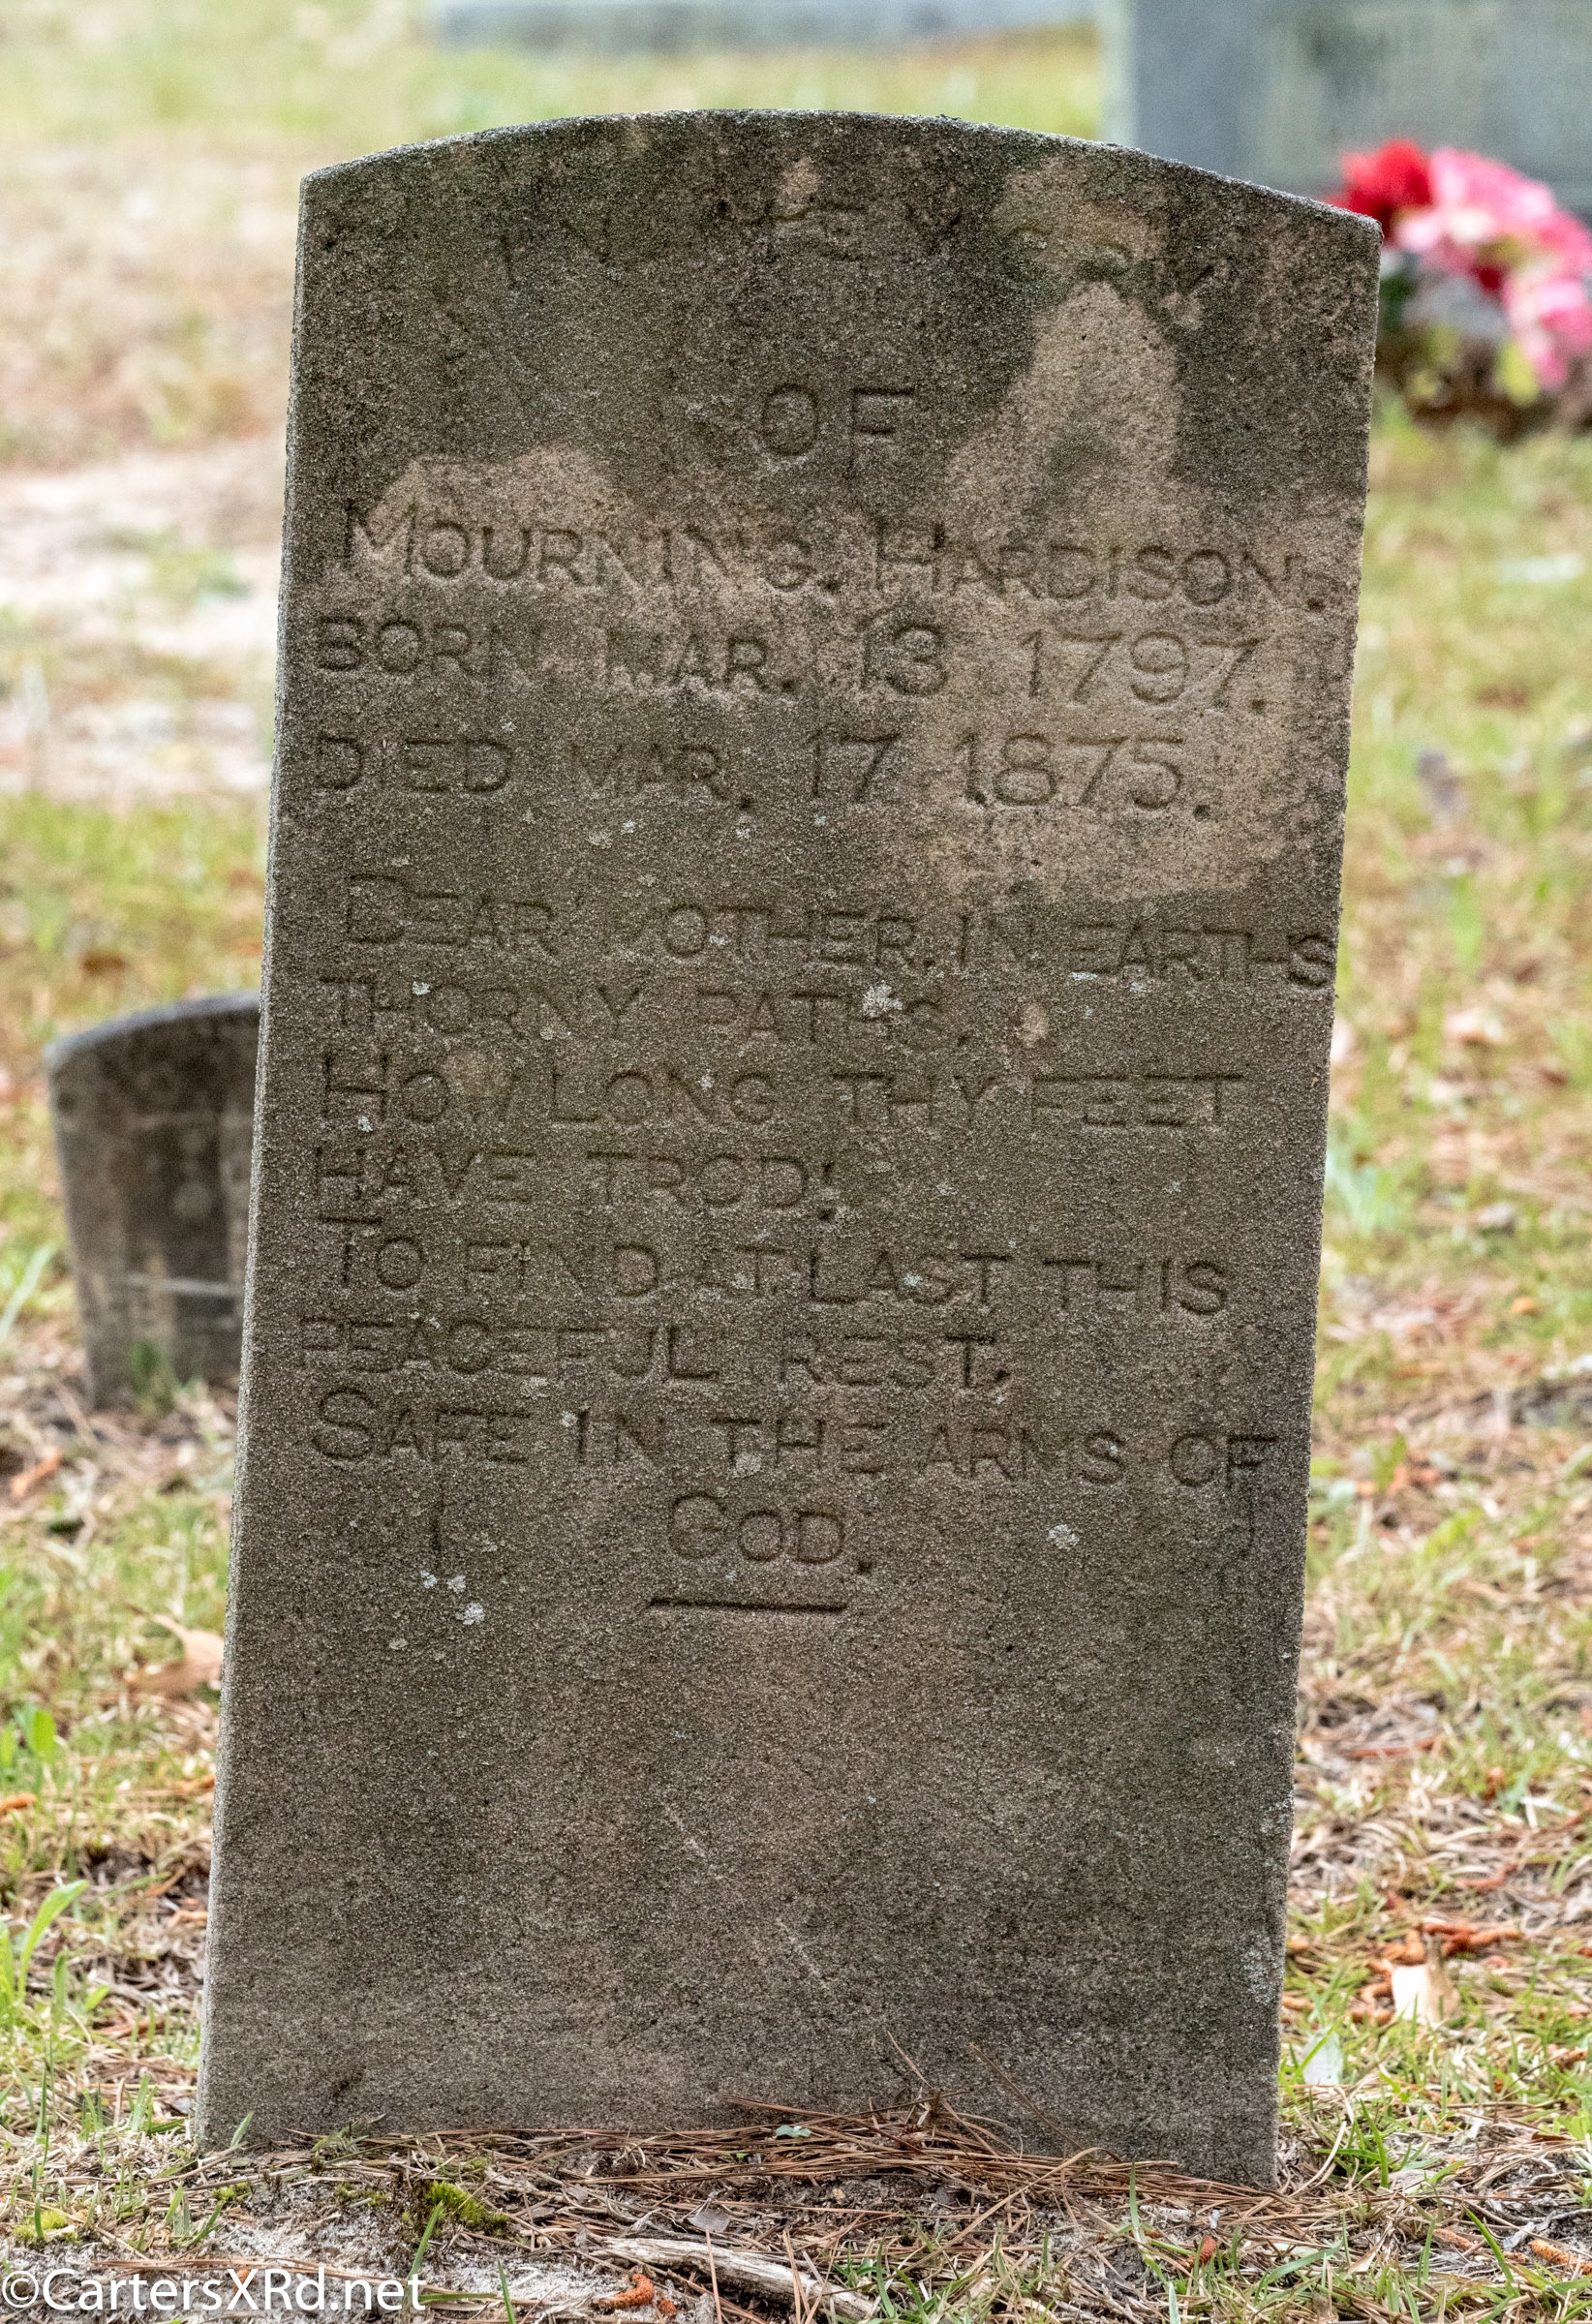 IN MEMORY
OF
MOURNING. HARDISON.
BORN MAR. 13 1797.
DIED MAR. 17 1875.
DEAR MOTHER, IN EARTHS
THORNY PATHS,
HOW LONG THY FEET
HAVE TROD!
TO FIND AT LAST THIS
PEACEFUL REST,
SAFE IN THE ARMS OF
GOD.
©CartersXRd.net